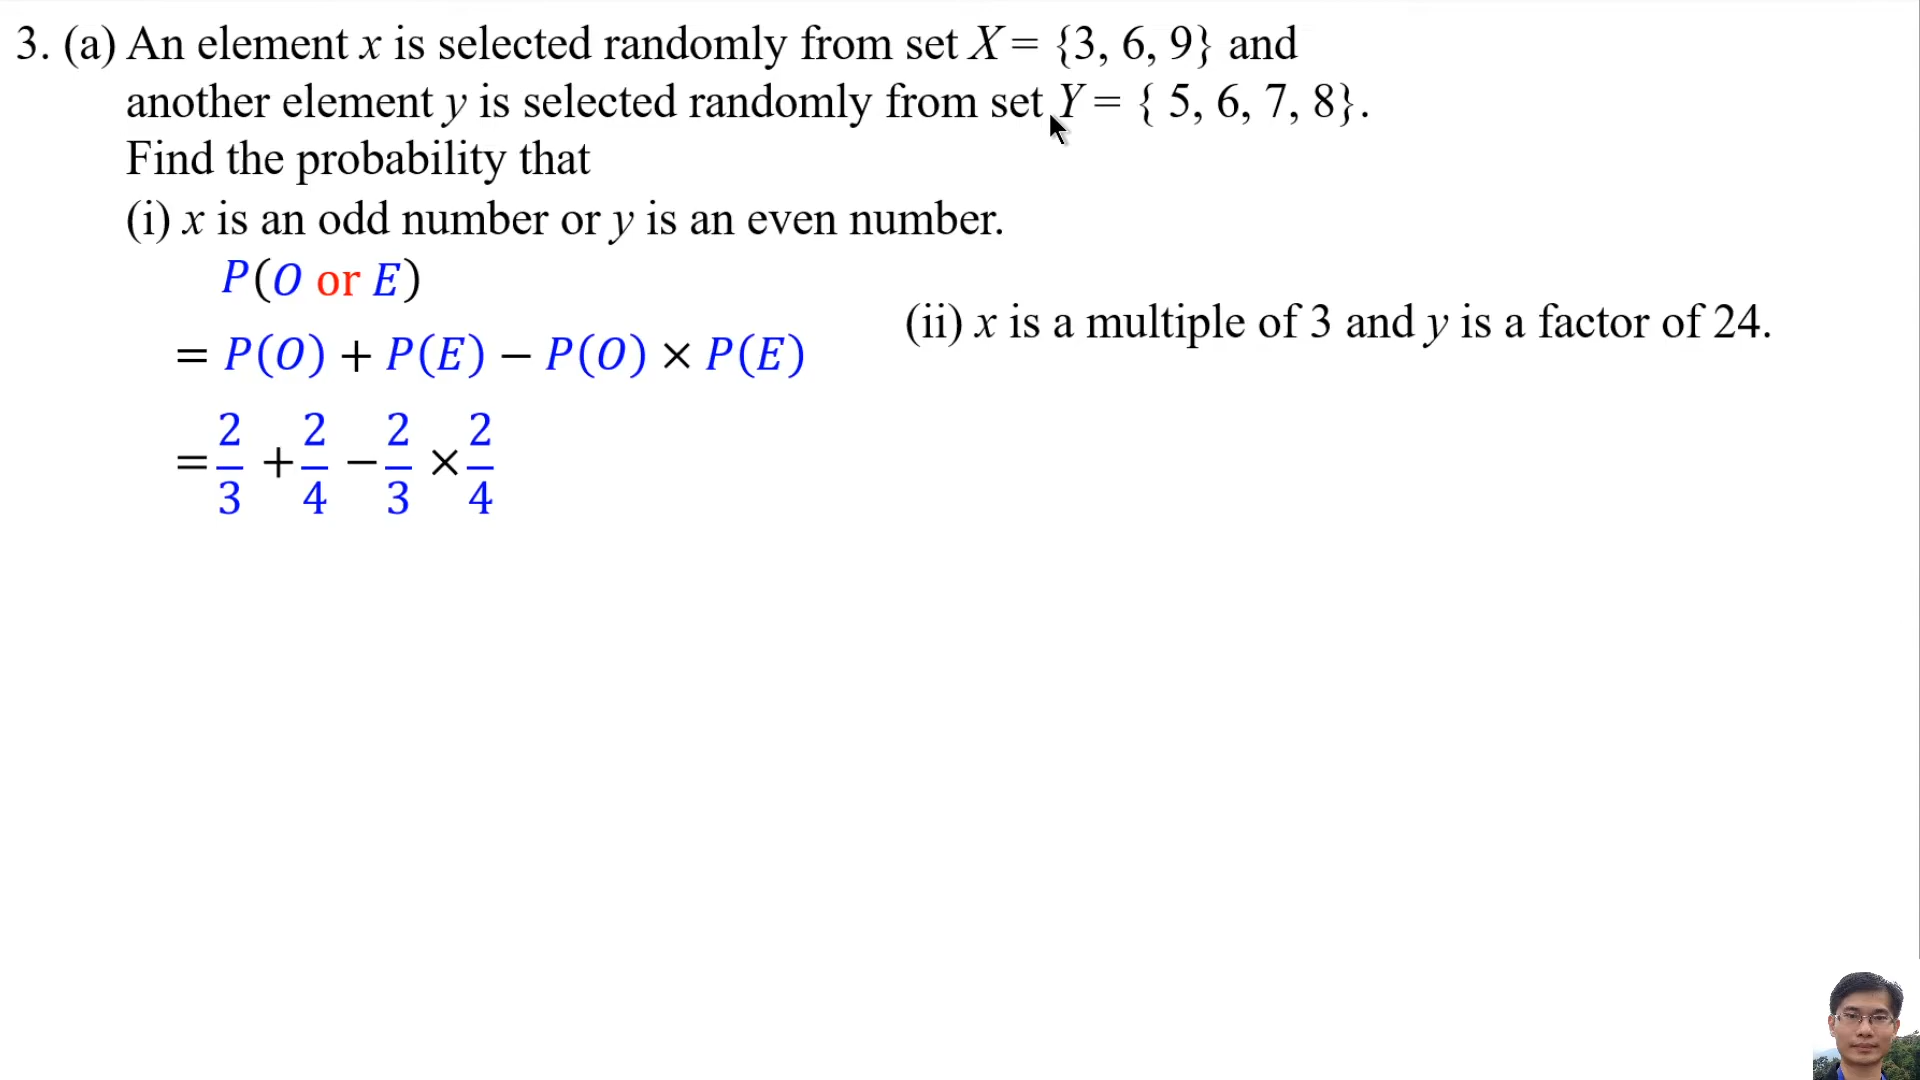 3. (a) An element x is selected randomly from set X = {3, 6, 9} and
another element y is selected randomly from set Y = { 5, 6, 7, 8}.
Find the probability that
(i) x is an odd number or y is an even number.
P(O or E)
(ii) x is a multiple of 3 and y is a factor of 24.
= P(O) + P(E) − P(O) × P(E)
= 2/3 + 2/4 − 2/3 × 2/4